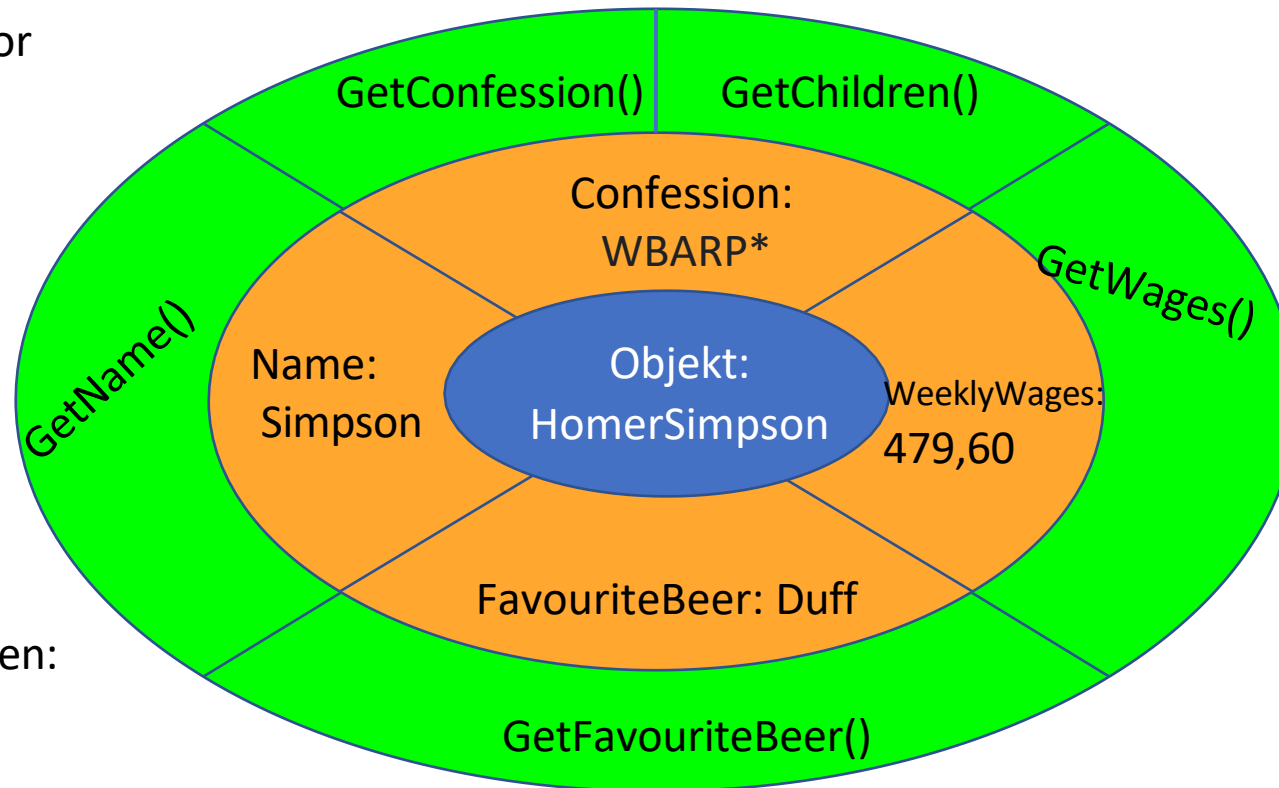 or
GetConfession()
GetChildren()
Confession:
WBARP*
GetWages()
GetName()
Name:
Simpson
Objekt:
HomerSimpson
WeeklyWages:
479,60
FavouriteBeer: Duff
en:
GetFavouriteBeer()